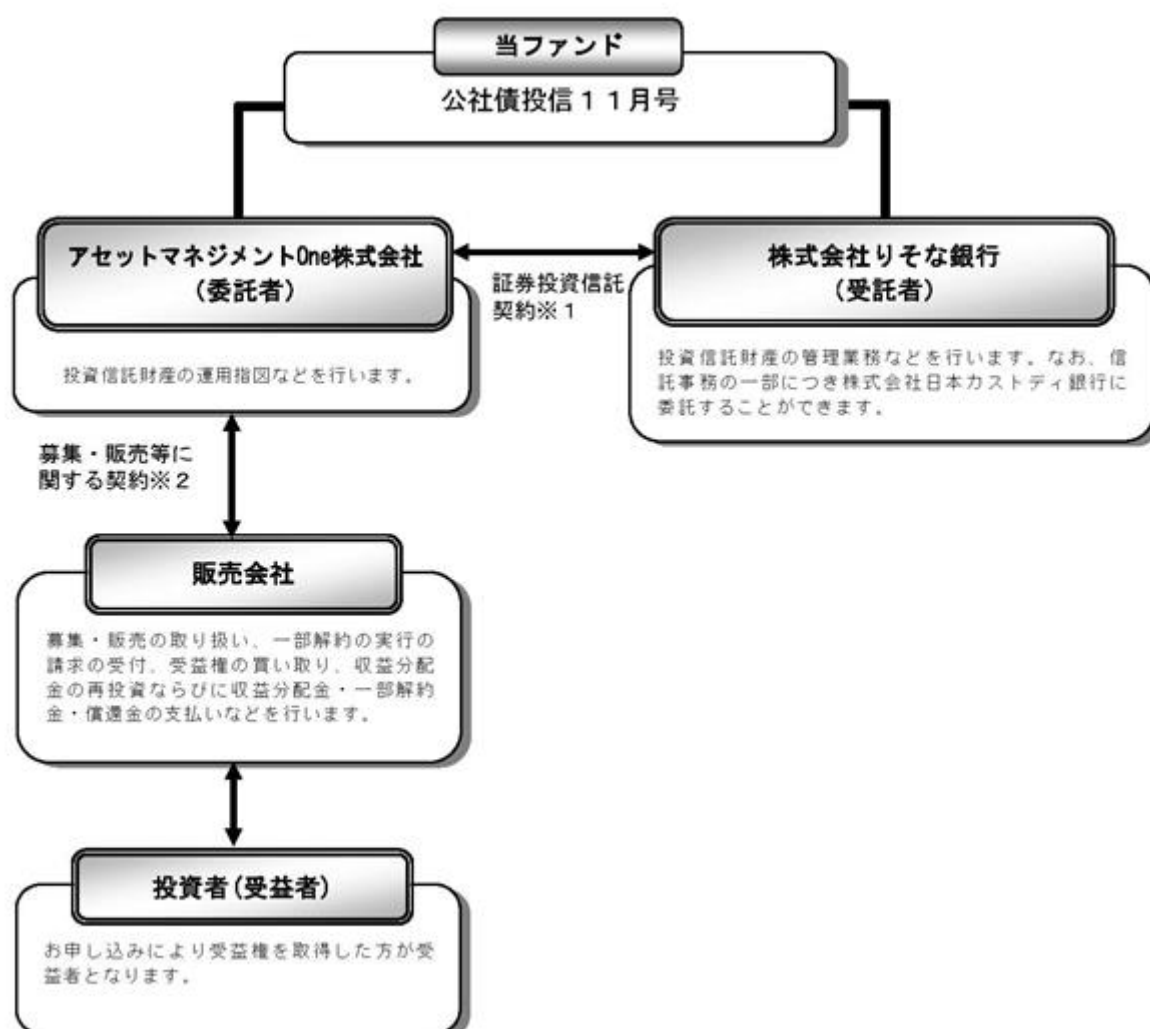 当ファンド
公社債投信１１月号
アセットマネジメントOne株式会社
(委託者)
投資信託財産の運用指図などを行います。
証券投資信託
契約※１
株式会社りそな銀行
(受託者)
投資信託財産の管理業務などを行います。なお、信
託事務の一部につき株式会社日本カストディ銀行に
委託することができます。
募集・販売等に
関する契約※２
販売会社
募集・販売の取り扱い、一部解約の実行の
請求の受付、受益権の買い取り、収益分配
金の再投資ならびに収益分配金・一部解約
金・償還金の支払いなどを行います。
投資者(受益者)
お申し込みにより受益権を取得した方が受
益者となります。